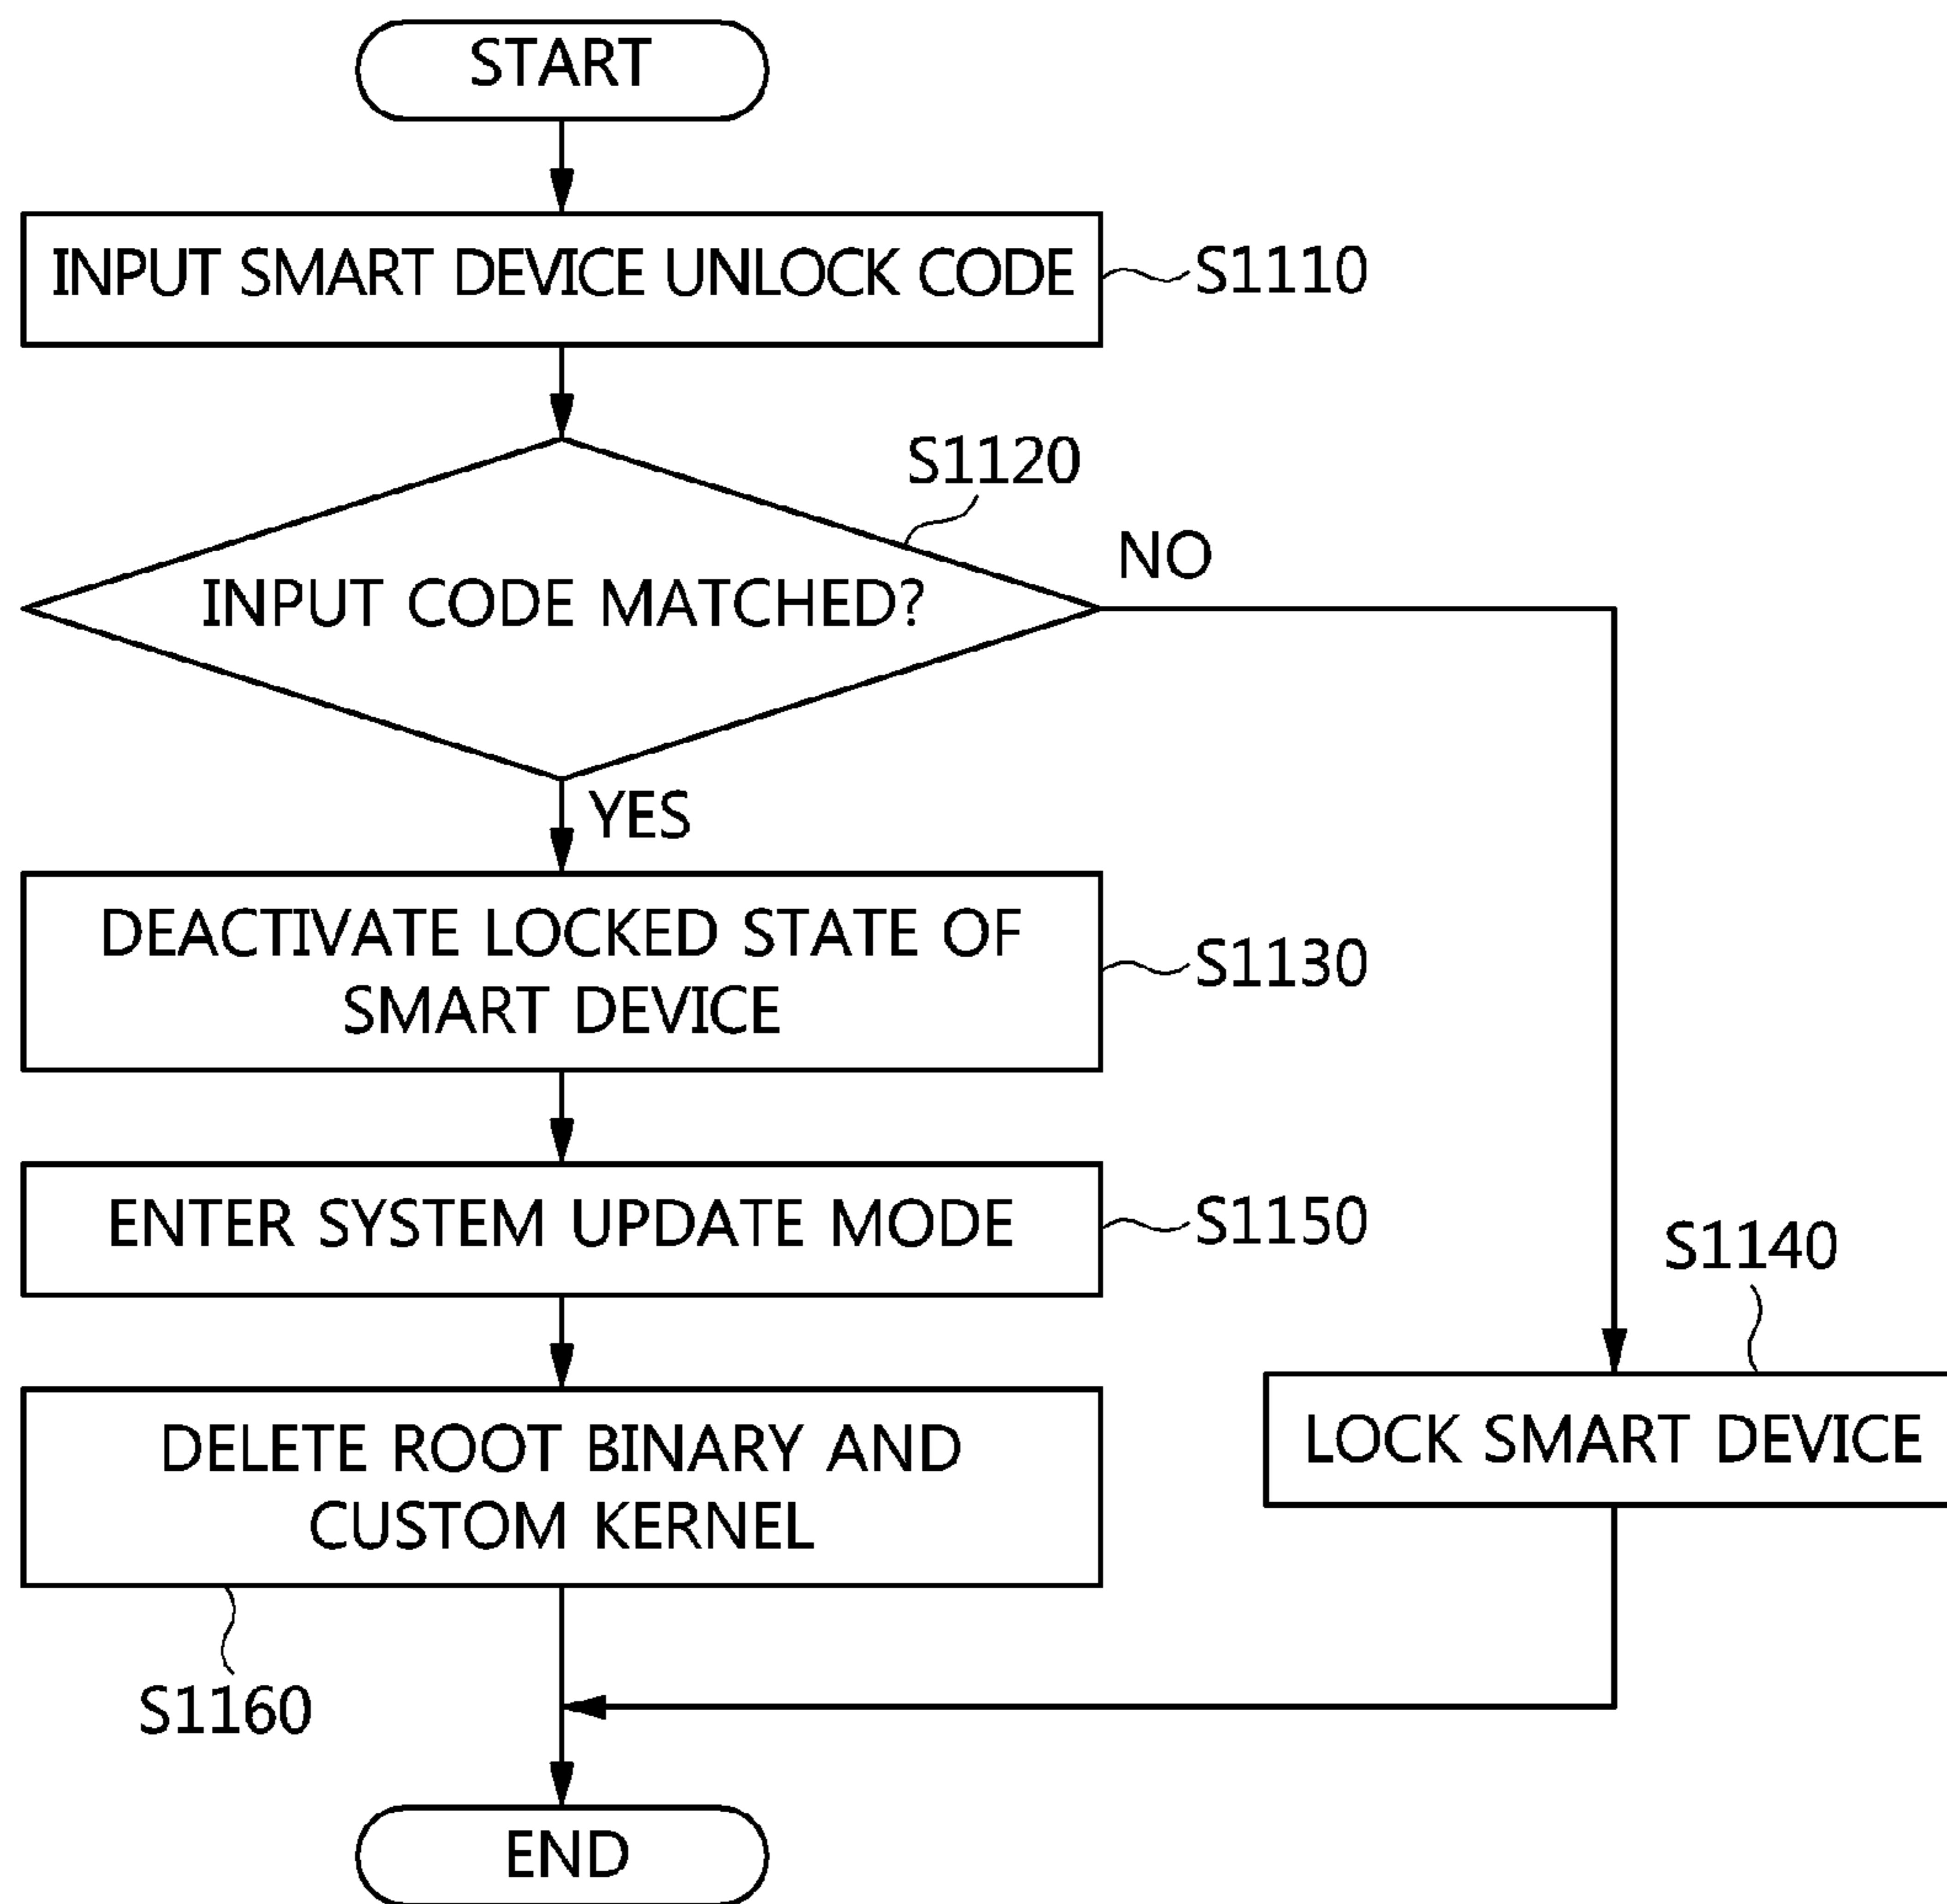 START
INPUT SMART DEVICE UNLOCK CODE
S1110
S1120
INPUT CODE MATCHED?
NO
YES
DEACTIVATE LOCKED STATE OF
SMART DEVICE
S1130
ENTER SYSTEM UPDATE MODE
S1150
S1140
LOCK SMART DEVICE
DELETE ROOT BINARY AND
CUSTOM KERNEL
S1160
END